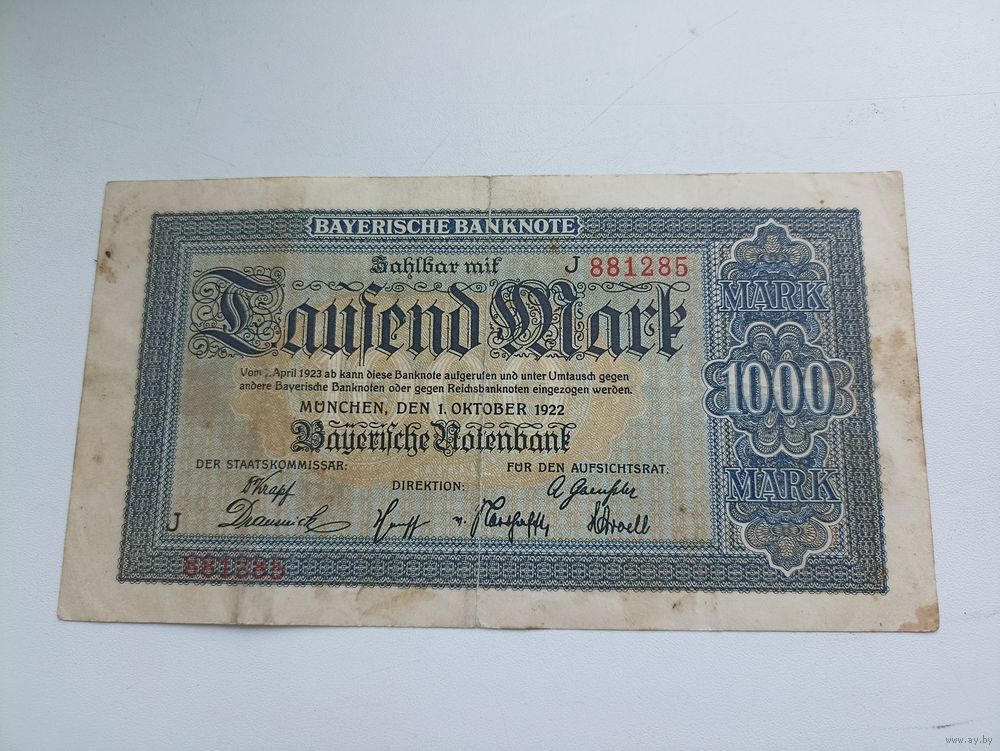 BAYERISCHE BANKNOTE
Zahlbar mit J 881285
Tausend Mark
Vom 1. April 1923 ab kann diese Banknote aufgerufen und unter Umtausch gegen
andere Bayerische Banknoten oder gegen Reichsbanknoten eingezogen werden.
MÜNCHEN, DEN 1. OKTOBER 1922
Bayerische Notenbank
DER STAATSKOMMISSÄR:
DIREKTION:
FÜR DEN AUFSICHTSRAT:
J
881285
MARK
1000
MARK
www.ay.by